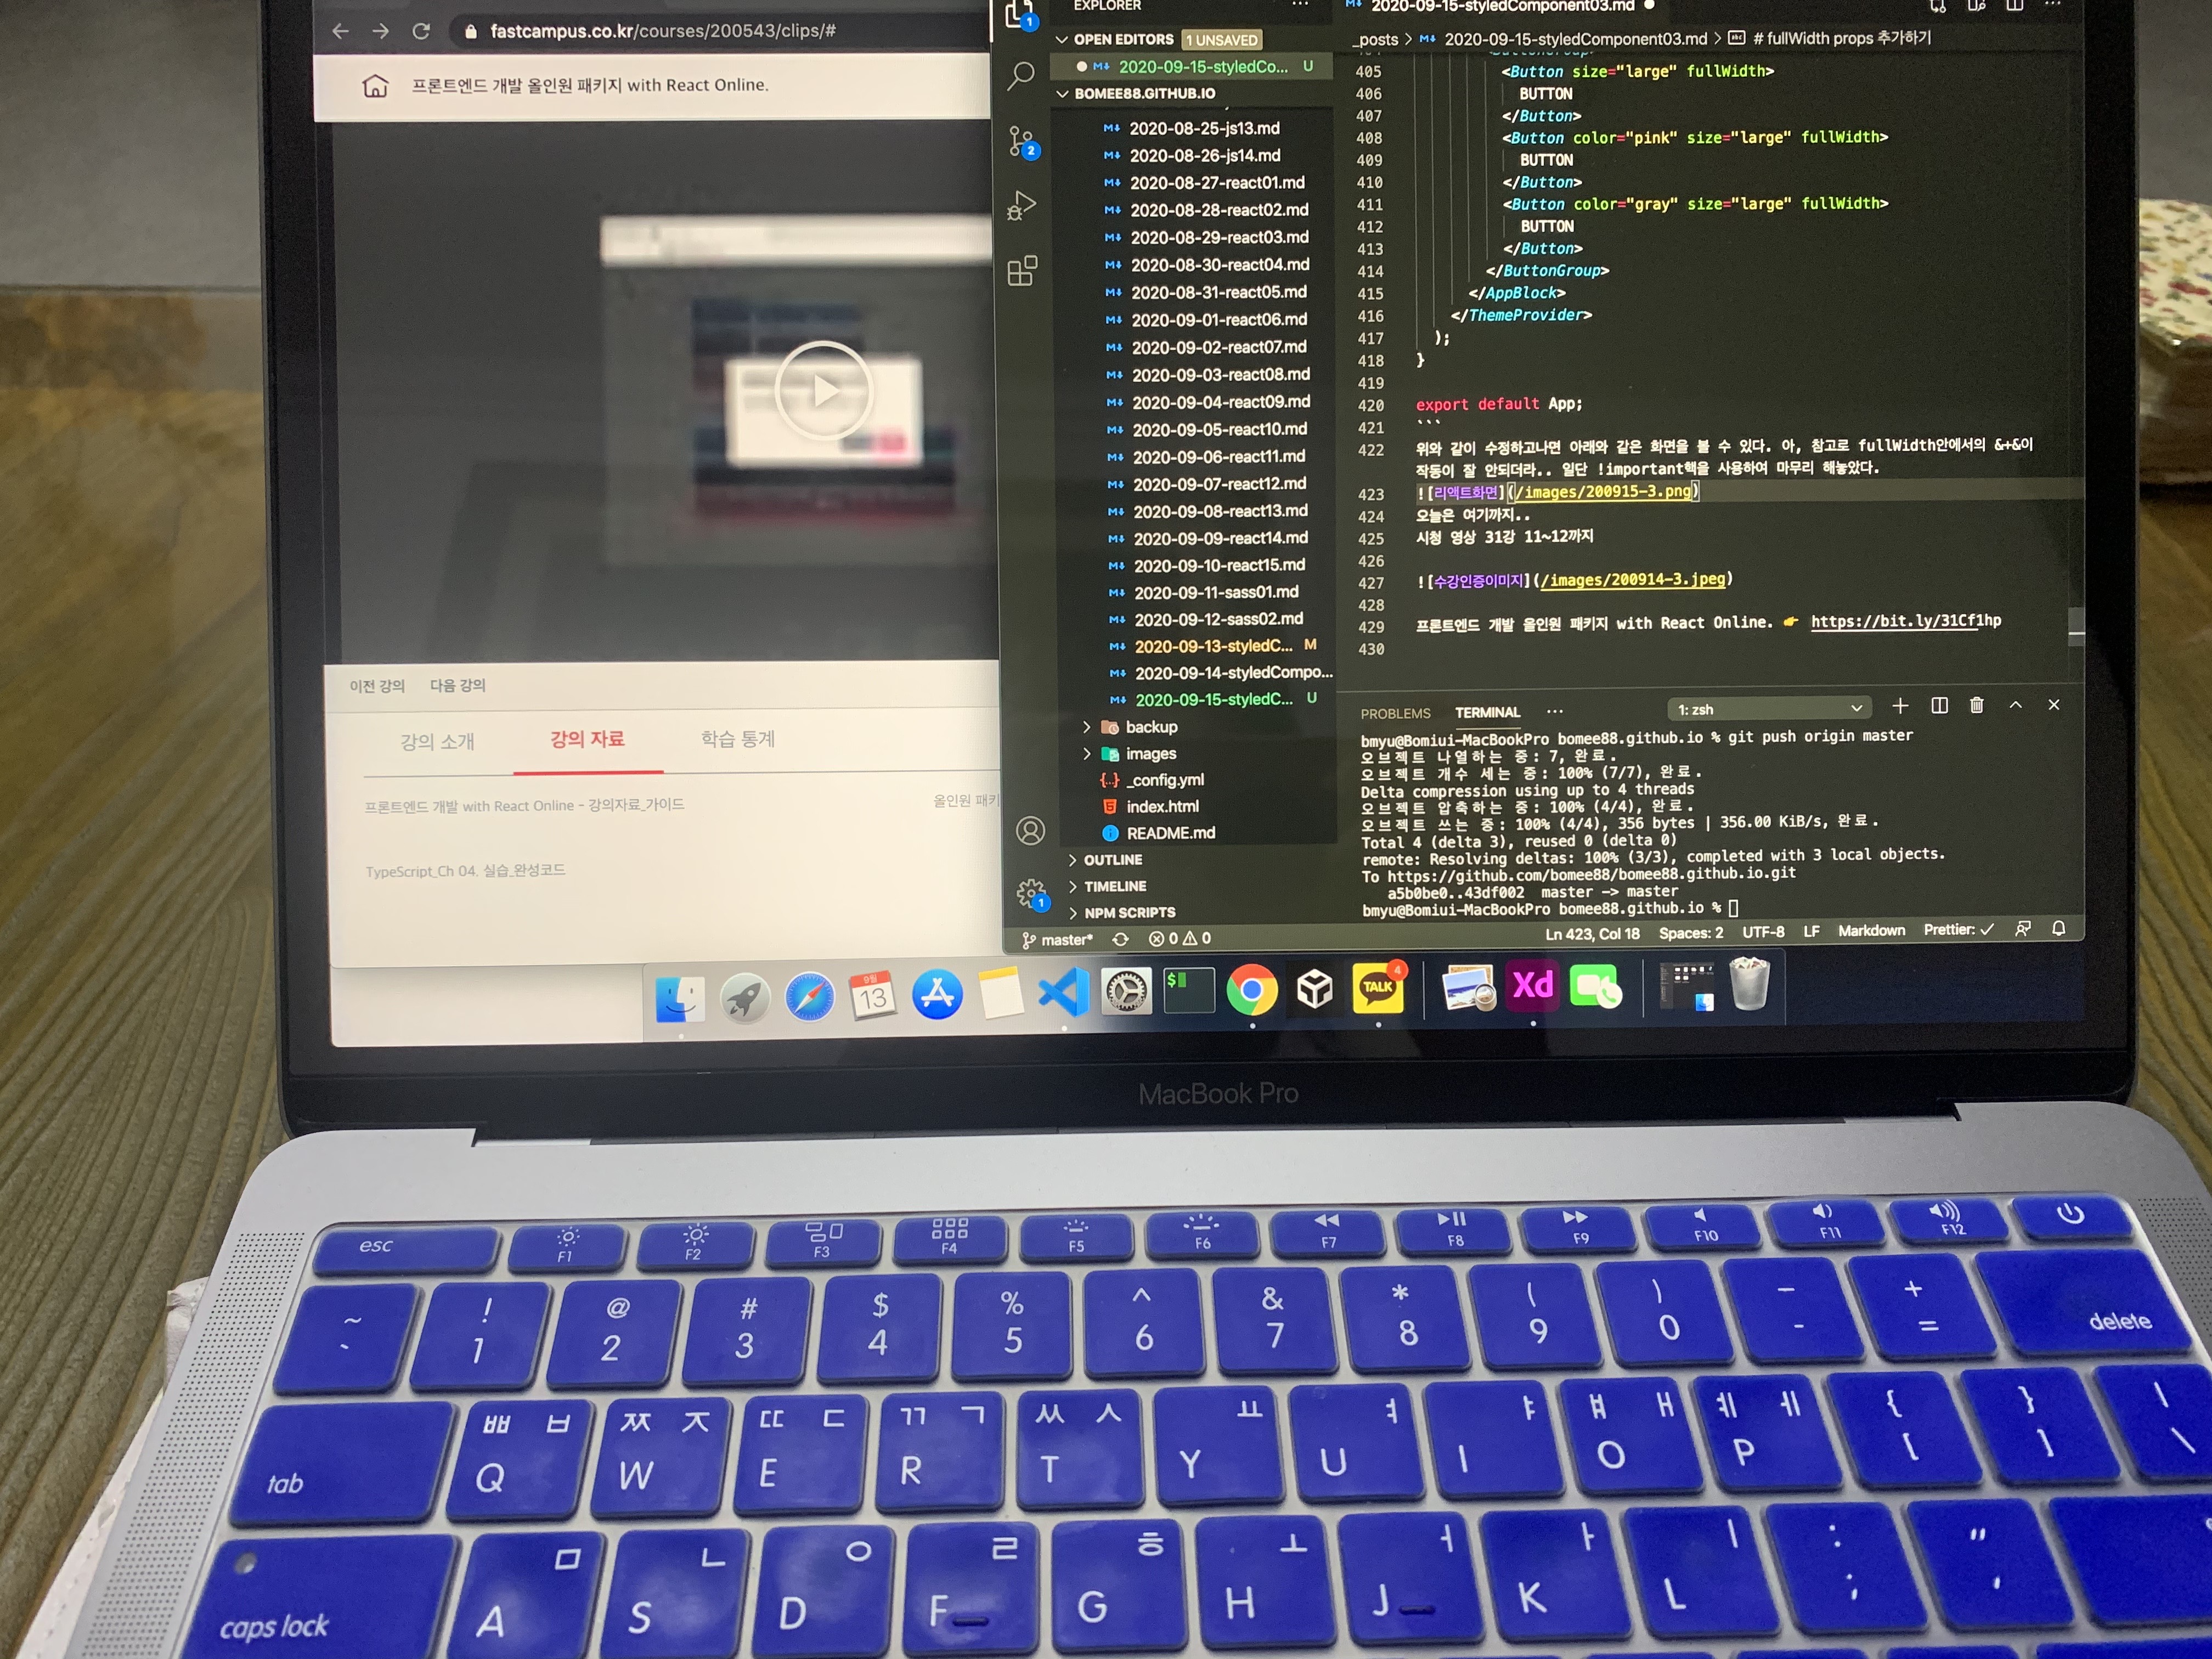 fastcampus.co.kr/courses/200543/clips/#
프론트엔드 개발 올인원 패키지 with React Online.
이전 강의 다음 강의
강의 소개 강의 자료 학습 통계
프론트엔드 개발 with React Online - 강의자료_가이드
올인원 패키
TypeScript_Ch 04. 실습_완성코드
EXPLORER
1
OPEN EDITORS 1 UNSAVED
2020-09-15-styledCo... U
BOMEE88.GITHUB.IO
2
2020-08-25-js13.md
2020-08-26-js14.md
2020-08-27-react01.md
2020-08-28-react02.md
2020-08-29-react03.md
2020-08-30-react04.md
2020-08-31-react05.md
2020-09-01-react06.md
2020-09-02-react07.md
2020-09-03-react08.md
2020-09-04-react09.md
2020-09-05-react10.md
2020-09-06-react11.md
2020-09-07-react12.md
2020-09-08-react13.md
2020-09-09-react14.md
2020-09-10-react15.md
2020-09-11-sass01.md
2020-09-12-sass02.md
2020-09-13-styledC... M
2020-09-14-styledCompo...
2020-09-15-styledC... U
backup
images
_config.yml
index.html
README.md
OUTLINE
TIMELINE
NPM SCRIPTS
1
2020-09-15-styledComponent03.md
_posts > 2020-09-15-styledComponent03.md > # fullWidth props 추가하기
405 <Button size="large" fullWidth>
406 BUTTON
407 </Button>
408 <Button color="pink" size="large" fullWidth>
409 BUTTON
410 </Button>
411 <Button color="gray" size="large" fullWidth>
412 BUTTON
413 </Button>
414 </ButtonGroup>
415 </AppBlock>
416 </ThemeProvider>
417 );
418 }
419
420 export default App;
421 ```
422 위와 같이 수정하고나면 아래와 같은 화면을 볼 수 있다. 아, 참고로 fullWidth안에서의 &+&이
작동이 잘 안되더라.. 일단 !important핵을 사용하여 마무리 해놓았다.
423 ![리액트화면](/images/200915-3.png)
424 오늘은 여기까지..
425 시청 영상 31강 11~12까지
426
427 ![수강인증이미지](/images/200914-3.jpeg)
428
429 프론트엔드 개발 올인원 패키지 with React Online. 👉 https://bit.ly/31Cf1hp
430
PROBLEMS TERMINAL ... 1: zsh
bmyu@Bomiui-MacBookPro bomee88.github.io % git push origin master
오브젝트 나열하는 중: 7, 완료.
오브젝트 개수 세는 중: 100% (7/7), 완료.
Delta compression using up to 4 threads
오브젝트 압축하는 중: 100% (4/4), 완료.
오브젝트 쓰는 중: 100% (4/4), 356 bytes | 356.00 KiB/s, 완료.
Total 4 (delta 3), reused 0 (delta 0)
remote: Resolving deltas: 100% (3/3), completed with 3 local objects.
To https://github.com/bomee88/bomee88.github.io.git
a5b0be0..43df002 master -> master
bmyu@Bomiui-MacBookPro bomee88.github.io %
master* 0 0 Ln 423, Col 18 Spaces: 2 UTF-8 LF Markdown Prettier: ✓
9월
13
$
TALK
4
Xd
MacBook Pro
esc F1 F2 F3 F4 F5 F6 F7 F8 F9 F10 F11 F12
~ ! @ # $ % ^ & * ( ) — +
` 1 2 3 4 5 6 7 8 9 0 - = delete
ㅃ ㅂ ㅉ ㅈ ㄸ ㄷ ㄲ ㄱ ㅆ ㅅ ㅛ ㅕ ㅑ ㅒ ㅐ ㅖ ㅔ { } |
tab Q W E R T Y U I O P [ ] \
ㅁ ㄴ ㅇ ㄹ ㅎ ㅗ ㅓ ㅏ ㅣ : "
caps lock A S D F G H J K L ; '